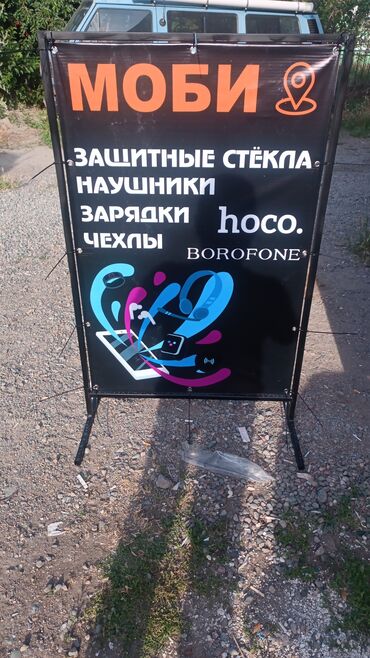 МОБИ
ЗАЩИТНЫЕ СТЁКЛА
НАУШНИКИ
ЗАРЯДКИ
hoco.
ЧЕХЛЫ
BOROFONE